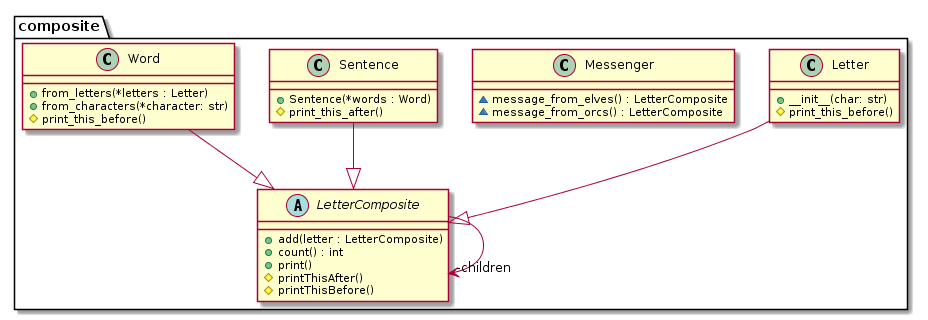 composite
C Word
from_letters(*letters : Letter)
from_characters(*character: str)
print_this_before()
C Sentence
Sentence(*words : Word)
print_this_after()
C Messenger
message_from_elves() : LetterComposite
message_from_orcs() : LetterComposite
C Letter
__init__(char: str)
print_this_before()
A LetterComposite
add(letter : LetterComposite)
count() : int
print()
printThisAfter()
printThisBefore()
-children